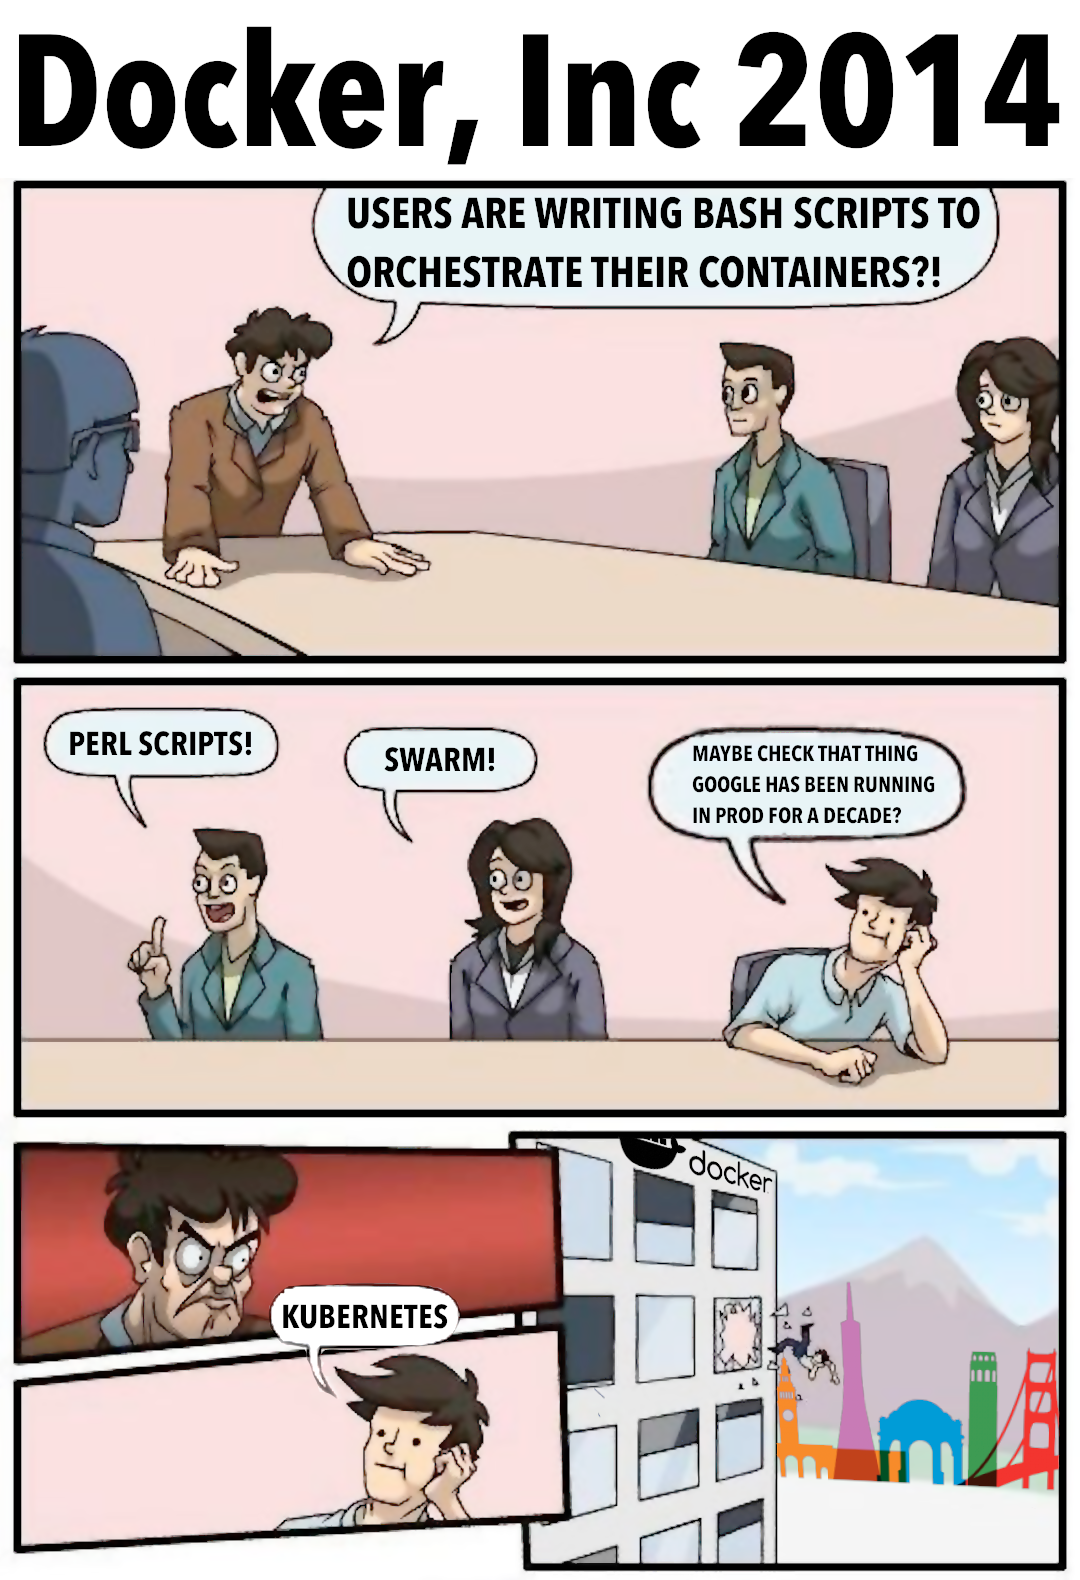 Docker, Inc 2014
USERS ARE WRITING BASH SCRIPTS TO
ORCHESTRATE THEIR CONTAINERS?!
PERL SCRIPTS!
SWARM!
MAYBE CHECK THAT THING
GOOGLE HAS BEEN RUNNING
IN PROD FOR A DECADE?
KUBERNETES
docker